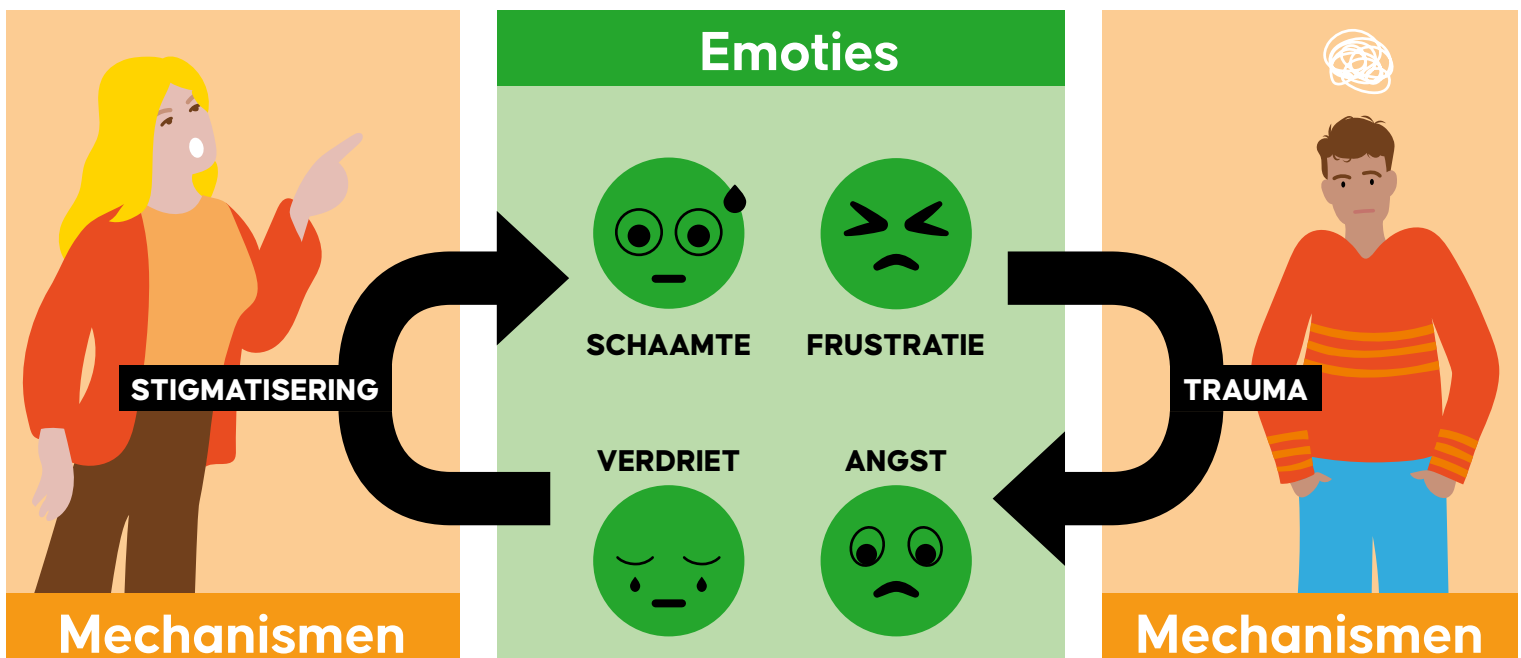 Emoties
SCHAAMTE
FRUSTRATIE
STIGMATISERING
TRAUMA
VERDRIET
ANGST
Mechanismen
Mechanismen